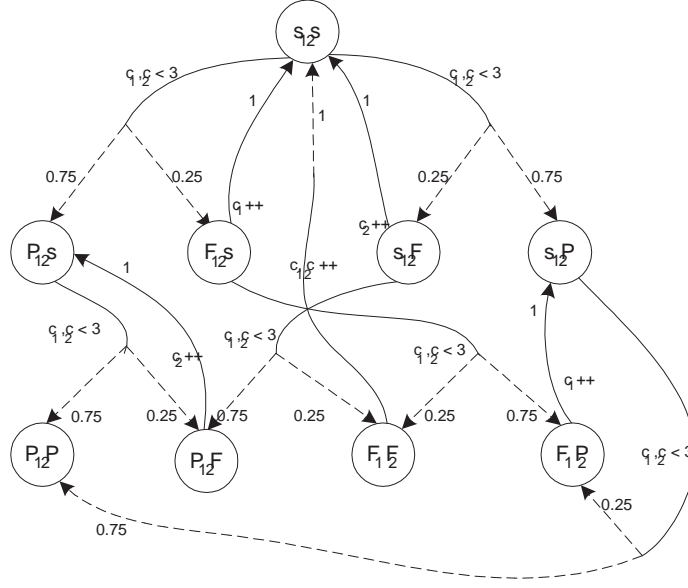 s₁s₂
c₁,c₂ < 3
c₁,c₂ < 3
1
1
1
0.75
0.25
0.25
0.75
c₁++
c₂++
P₁s₂
F₁s₂
s₁F₂
s₁P₂
1
c₁,c₂++
1
c₁,c₂ < 3
c₁,c₂ < 3
c₁,c₂ < 3
c₂++
c₁++
0.75
0.25
0.75
0.25
0.25
0.75
P₁P₂
P₁F₂
F₁F₂
F₁P₂
c₁,c₂ < 3
0.25
0.75